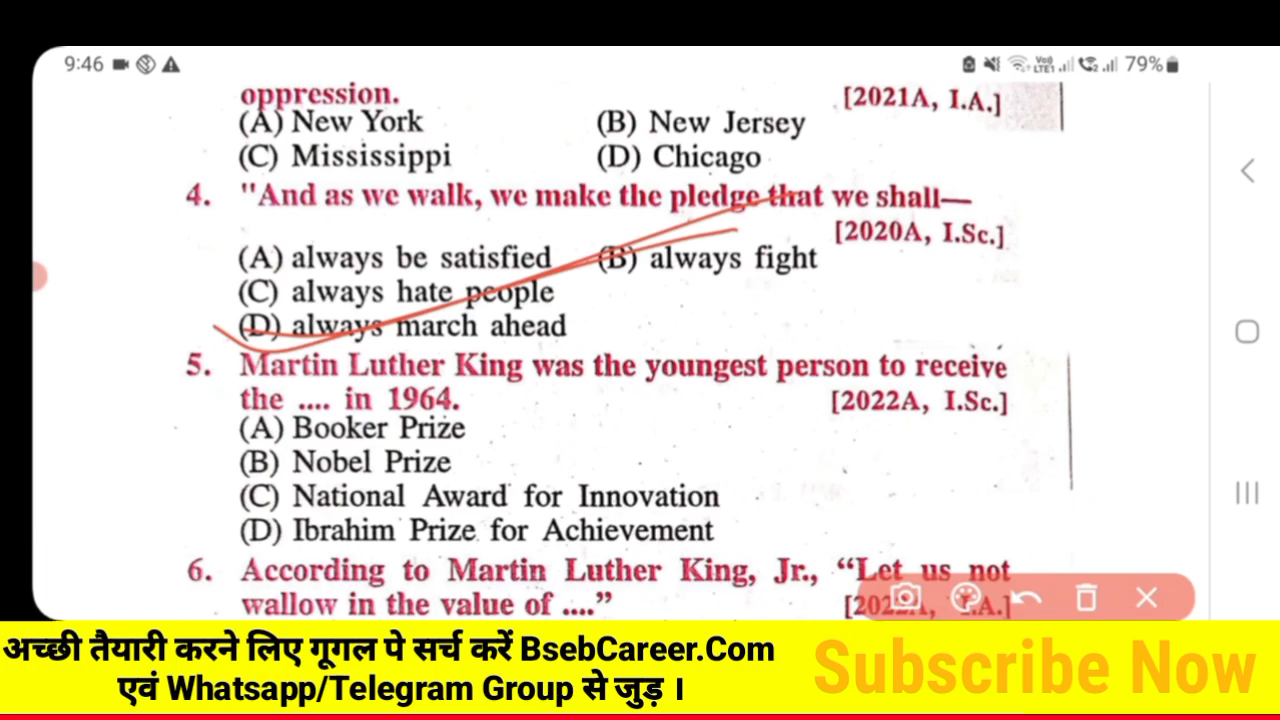 9:46
Vo)) LTE1 79%
oppression. [2021A, I.A.]
(A) New York (B) New Jersey
(C) Mississippi (D) Chicago
4. "And as we walk, we make the pledge that we shall—
[2020A, I.Sc.]
(A) always be satisfied (B) always fight
(C) always hate people
(D) always march ahead
5. Martin Luther King was the youngest person to receive
the .... in 1964. [2022A, I.Sc.]
(A) Booker Prize
(B) Nobel Prize
(C) National Award for Innovation
(D) Ibrahim Prize for Achievement
6. According to Martin Luther King, Jr., “Let us not
wallow in the value of ....” [2022A, I.A.]
अच्छी तैयारी करने लिए गूगल पे सर्च करें BsebCareer.Com
एवं Whatsapp/Telegram Group से जुड़ ।
Subscribe Now